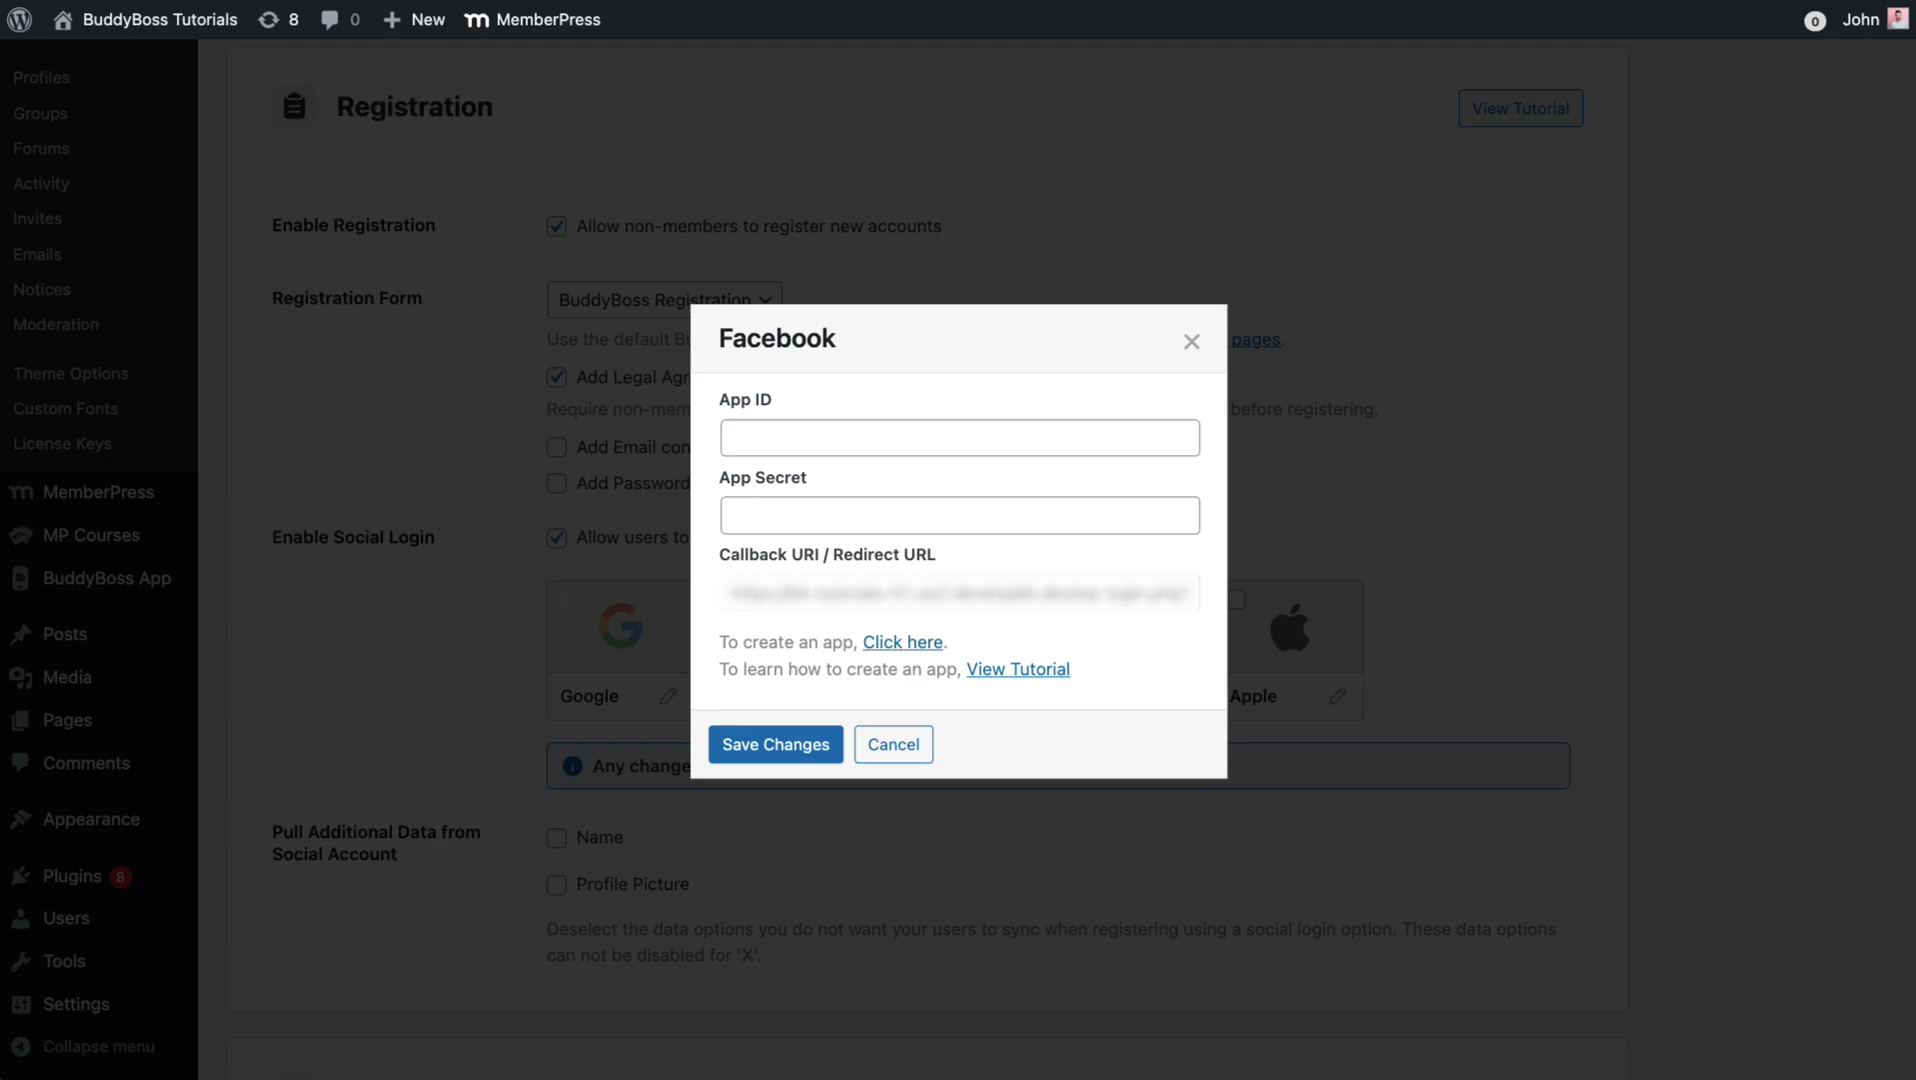 BuddyBoss Tutorials 8 0 New MemberPress 0 John
Profiles
Groups
Forums
Activity
Invites
Emails
Notices
Moderation
Theme Options
Custom Fonts
License Keys
MemberPress
MP Courses
BuddyBoss App
Posts
Media
Pages
Comments
Appearance
Plugins 8
Users
Tools
Settings
Collapse menu
Registration
View Tutorial
Enable Registration
Allow non-members to register new accounts
Registration Form
BuddyBoss Registration
Use the default pages.
Add Legal
Require before registering.
Add Email
Add Password
Enable Social Login
Allow users to
Google
Apple
Any change
Pull Additional Data from
Social Account
Name
Profile Picture
Deselect the data options you do not want your users to sync when registering using a social login option. These data options
can not be disabled for 'X'.
Facebook
App ID
App Secret
Callback URI / Redirect URL
To create an app, Click here.
To learn how to create an app, View Tutorial
Save Changes
Cancel